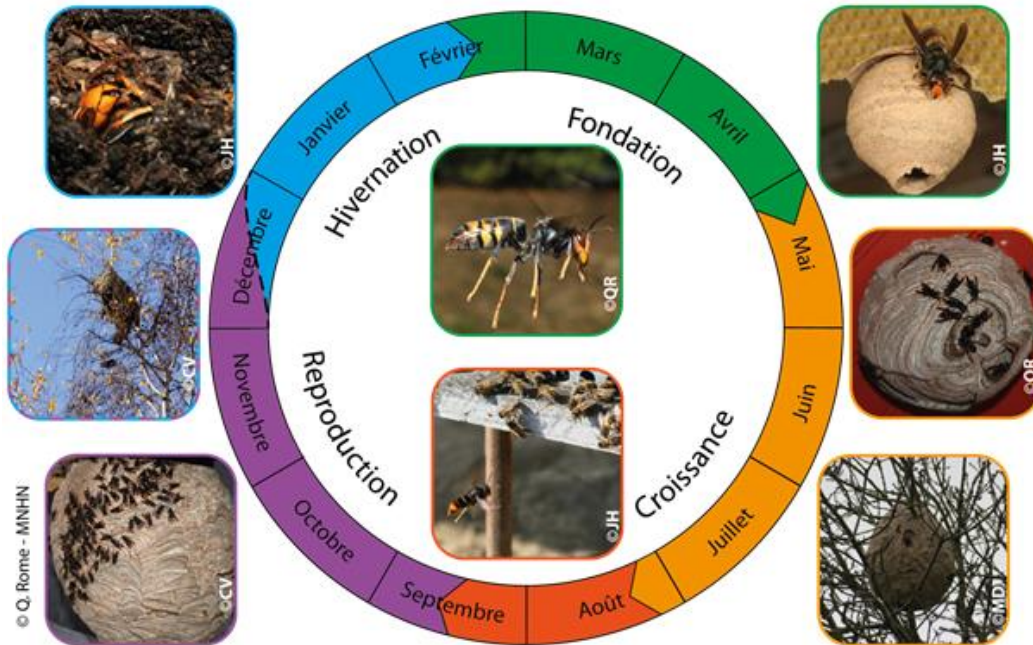 Février
Mars
Avril
Mai
Juin
Juillet
Août
Septembre
Octobre
Novembre
Décembre
Janvier
Hivernation
Fondation
Croissance
Reproduction
©JH
©JH
©CV
©QR
©QR
©CV
©JH
©MDJ
© Q. Rome - MNHN